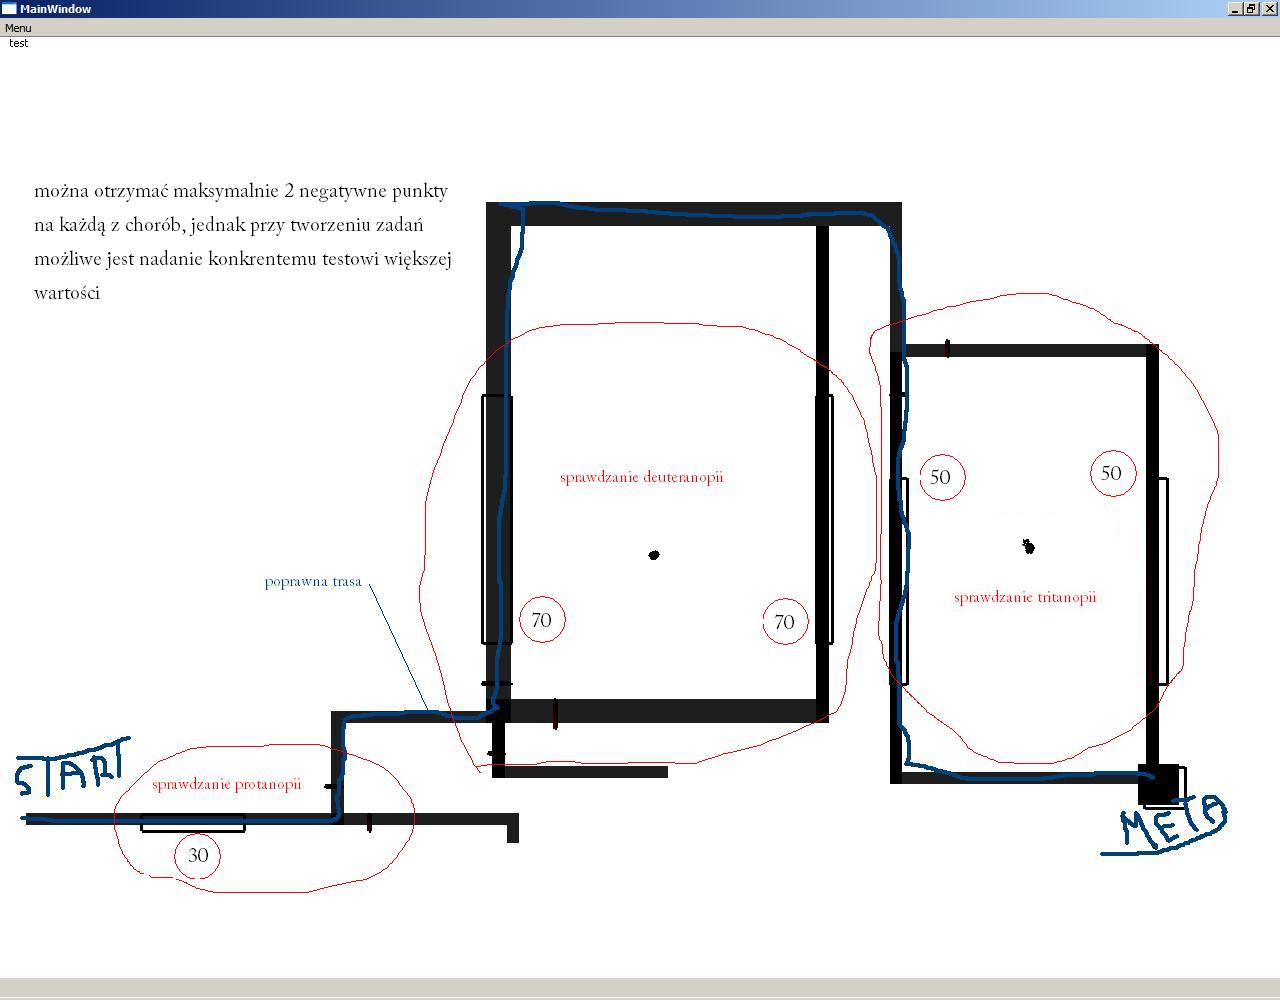 MainWindow
Menu
test
można otrzymać maksymalnie 2 negatywne punkty
na każdą z chorób, jednak przy tworzeniu zadań
możliwe jest nadanie konkrentemu testowi większej
wartości
sprawdzanie deuteranopii
50
50
poprawna trasa
sprawdzanie tritanopii
70
70
START
sprawdzanie protanopii
META
30